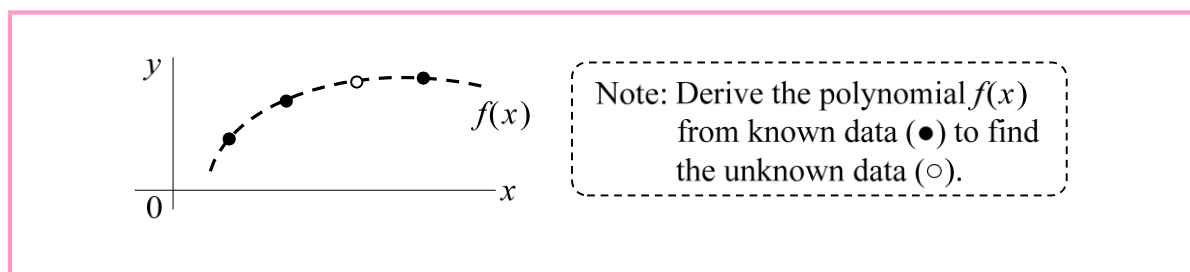 y
f(x)
x
0
Note: Derive the polynomial f(x)
from known data (●) to find
the unknown data (○).